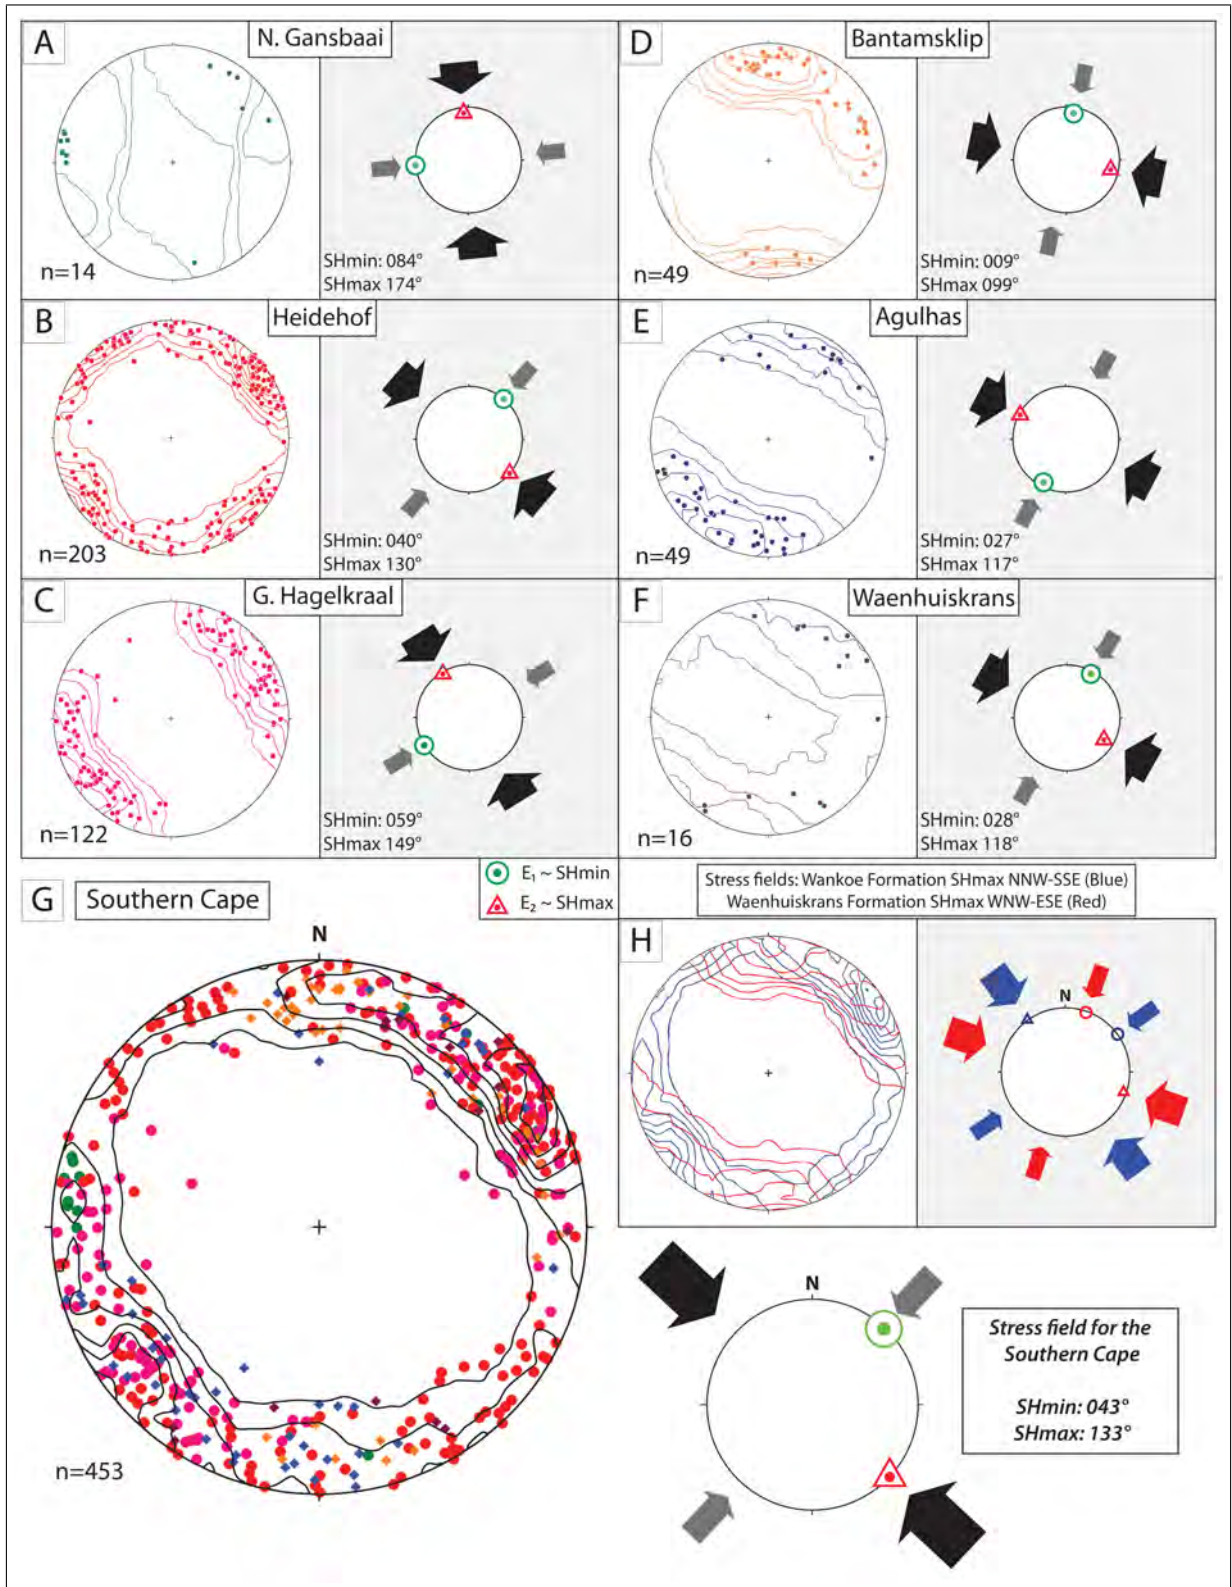 A
N. Gansbaai
n=14
SHmin: 084°
SHmax 174°
D
Bantamsklip
n=49
SHmin: 009°
SHmax 099°
B
Heidehof
n=203
SHmin: 040°
SHmax 130°
E
Agulhas
n=49
SHmin: 027°
SHmax 117°
C
G. Hagelkraal
n=122
SHmin: 059°
SHmax 149°
F
Waenhuiskrans
n=16
SHmin: 028°
SHmax 118°
G
Southern Cape
E₁ ~ SHmin
E₂ ~ SHmax
N
n=453
Stress fields: Wankoe Formation SHmax NNW-SSE (Blue)
Waenhuiskrans Formation SHmax WNW-ESE (Red)
H
N
N
Stress field for the
Southern Cape
SHmin: 043°
SHmax: 133°